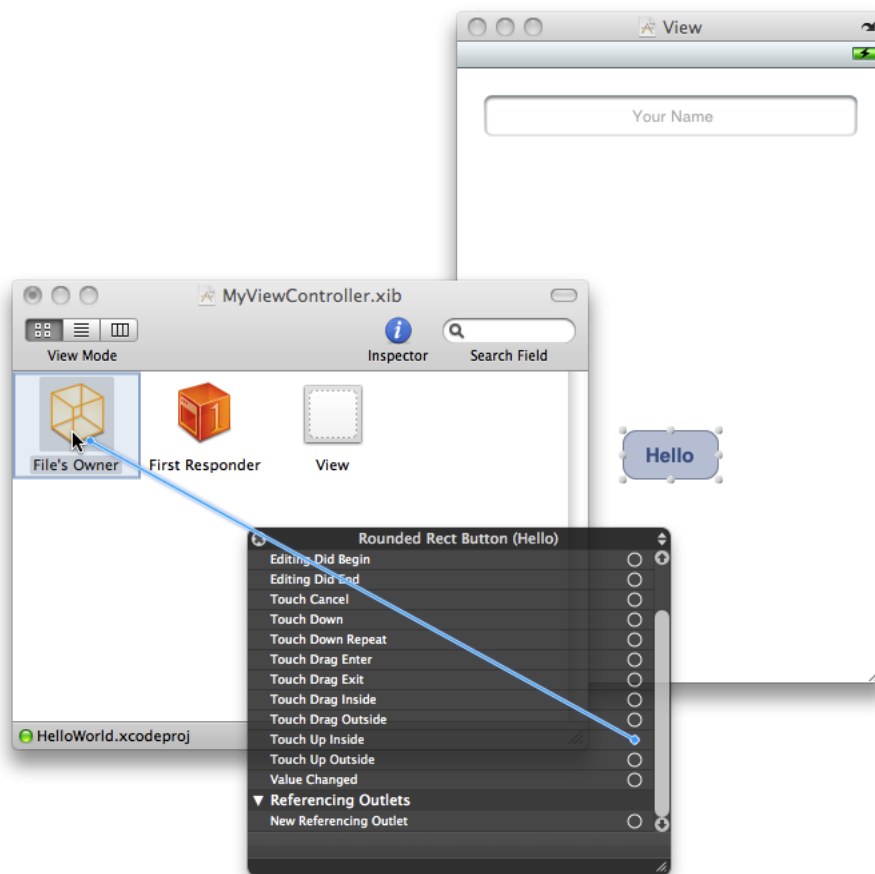 View
Your Name
MyViewController.xib
View Mode
Inspector
Search Field
1
File's Owner
First Responder
View
Hello
Rounded Rect Button (Hello)
Editing Did Begin
Editing Did End
Touch Cancel
Touch Down
Touch Down Repeat
Touch Drag Enter
Touch Drag Exit
Touch Drag Inside
Touch Drag Outside
Touch Up Inside
Touch Up Outside
Value Changed
Referencing Outlets
New Referencing Outlet
HelloWorld.xcodeproj